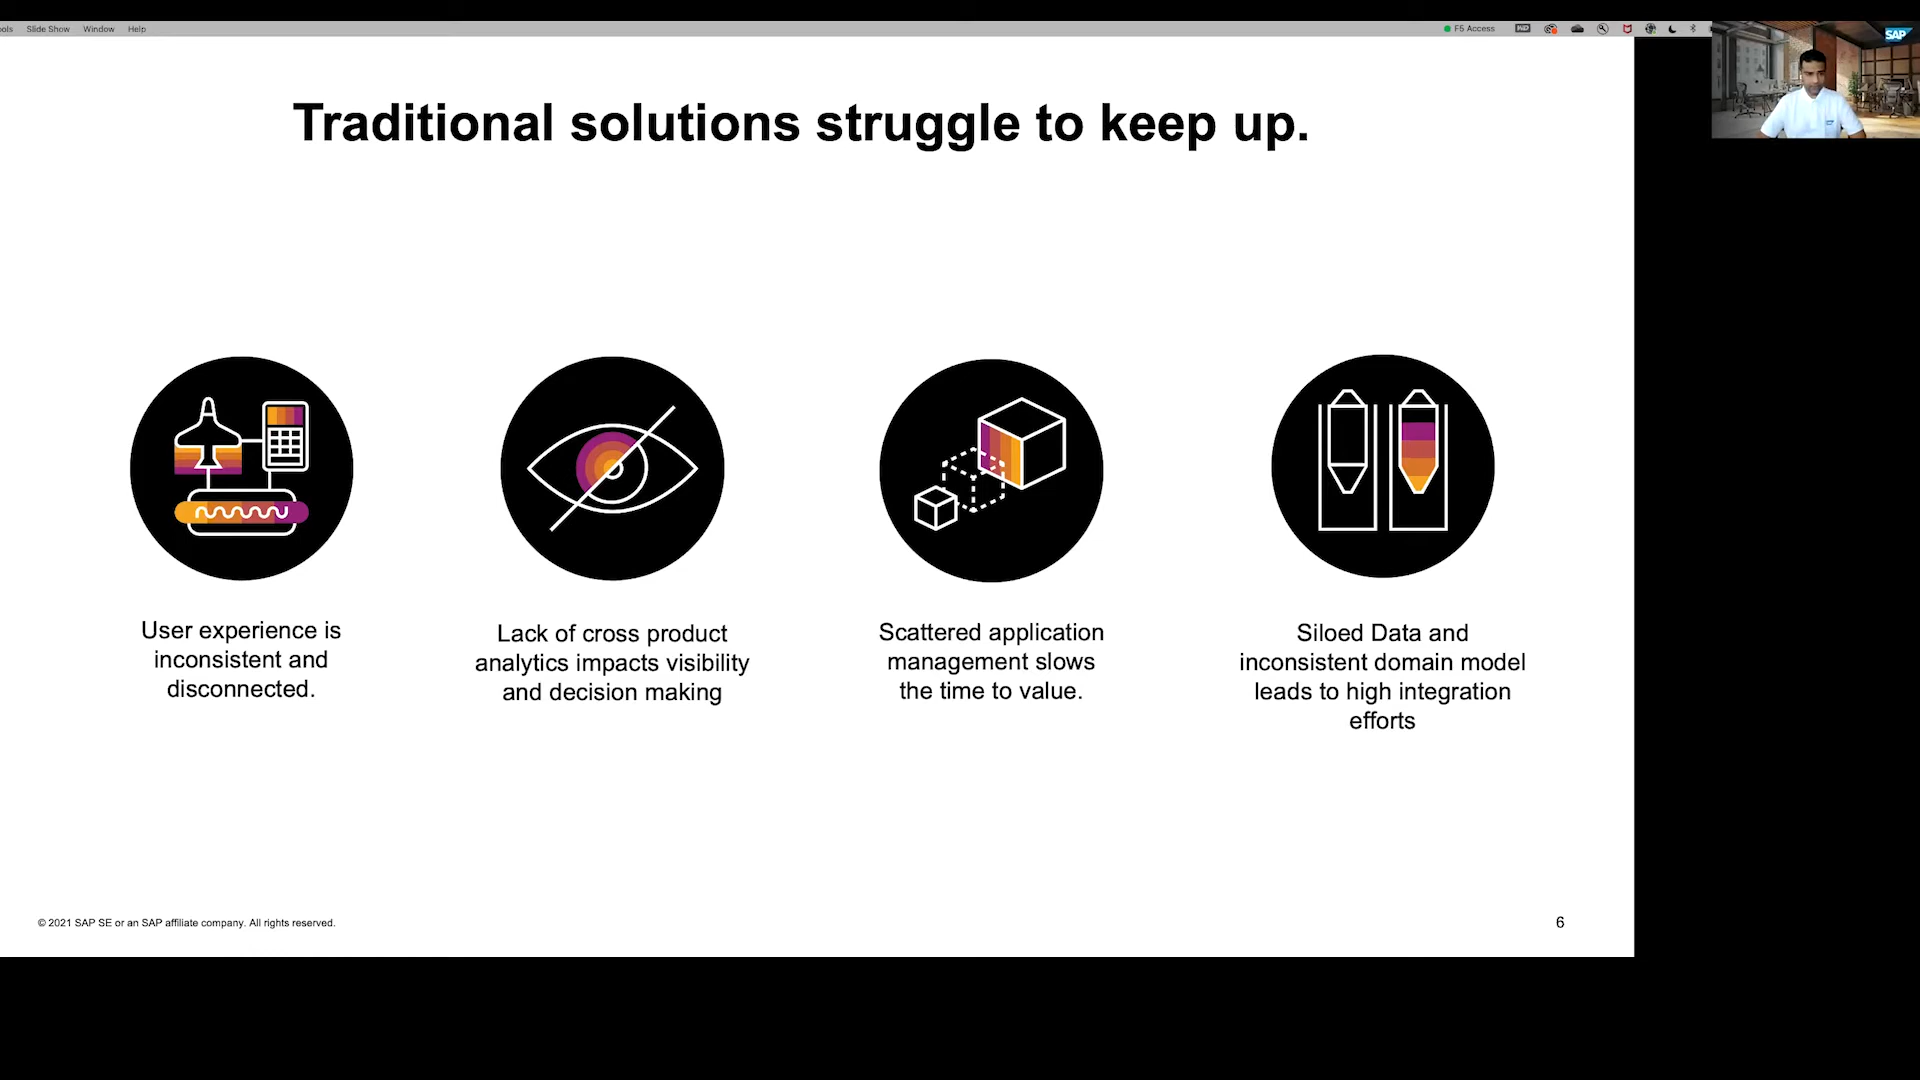 Slide Show Window Help
F5 Access
SAP
Traditional solutions struggle to keep up.
User experience is
inconsistent and
disconnected.
Lack of cross product
analytics impacts visibility
and decision making
Scattered application
management slows
the time to value.
Siloed Data and
inconsistent domain model
leads to high integration
efforts
© 2021 SAP SE or an SAP affiliate company. All rights reserved.
6